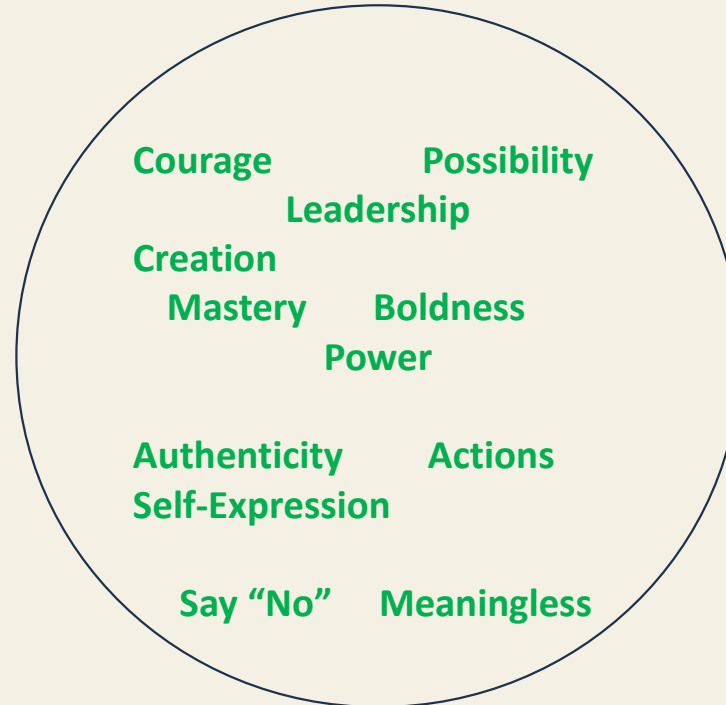 Courage Possibility
Leadership
Creation
Mastery Boldness
Power
Authenticity Actions
Self-Expression
Say “No” Meaningless